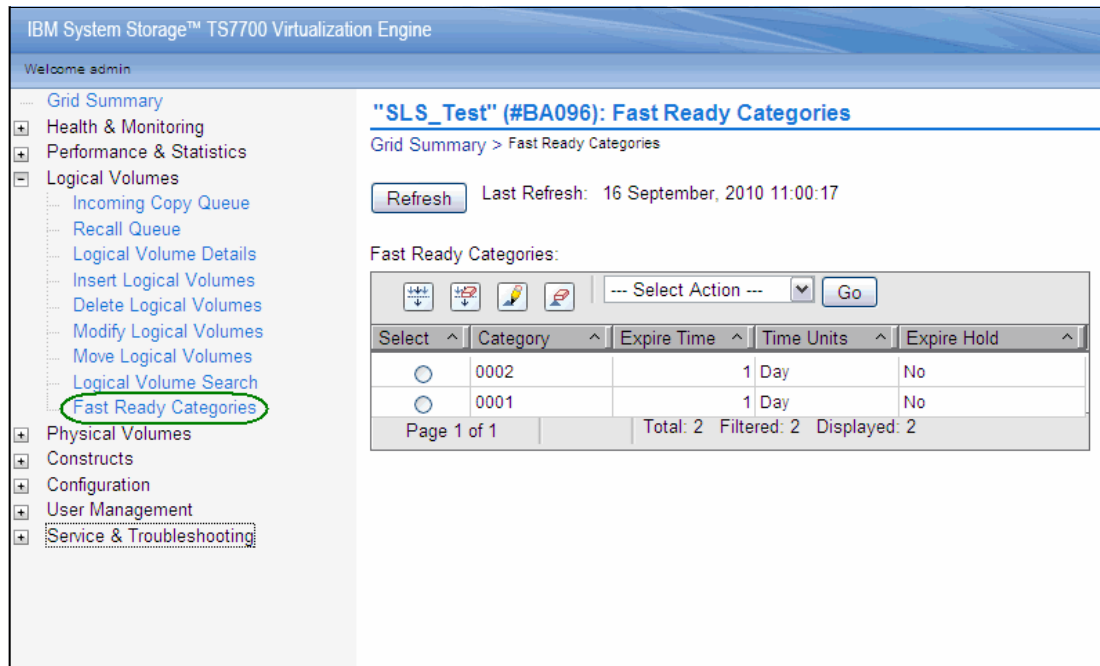 IBM System Storage™ TS7700 Virtualization Engine
Welcome admin
Grid Summary
Health & Monitoring
Performance & Statistics
Logical Volumes
Incoming Copy Queue
Recall Queue
Logical Volume Details
Insert Logical Volumes
Delete Logical Volumes
Modify Logical Volumes
Move Logical Volumes
Logical Volume Search
Fast Ready Categories
Physical Volumes
Constructs
Configuration
User Management
Service & Troubleshooting
"SLS_Test" (#BA096): Fast Ready Categories
Grid Summary > Fast Ready Categories
Refresh Last Refresh: 16 September, 2010 11:00:17
Fast Ready Categories:
--- Select Action --- Go
Select Category Expire Time Time Units Expire Hold
0002 1 Day No
0001 1 Day No
Page 1 of 1 Total: 2 Filtered: 2 Displayed: 2